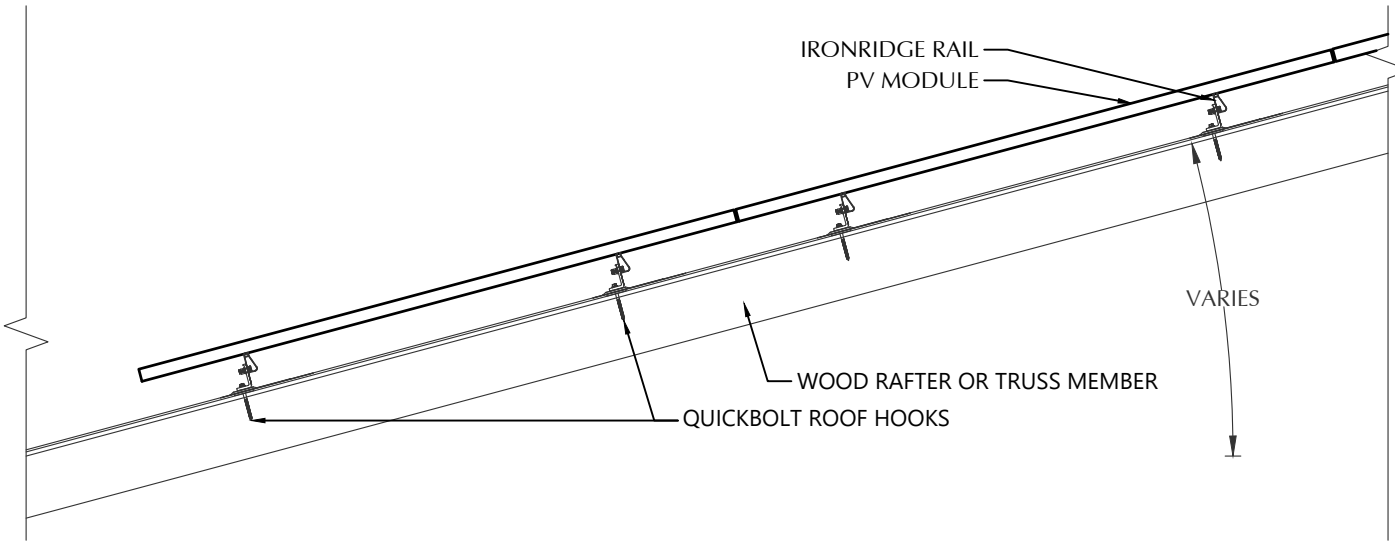 IRONRIDGE RAIL
PV MODULE
VARIES
WOOD RAFTER OR TRUSS MEMBER
QUICKBOLT ROOF HOOKS